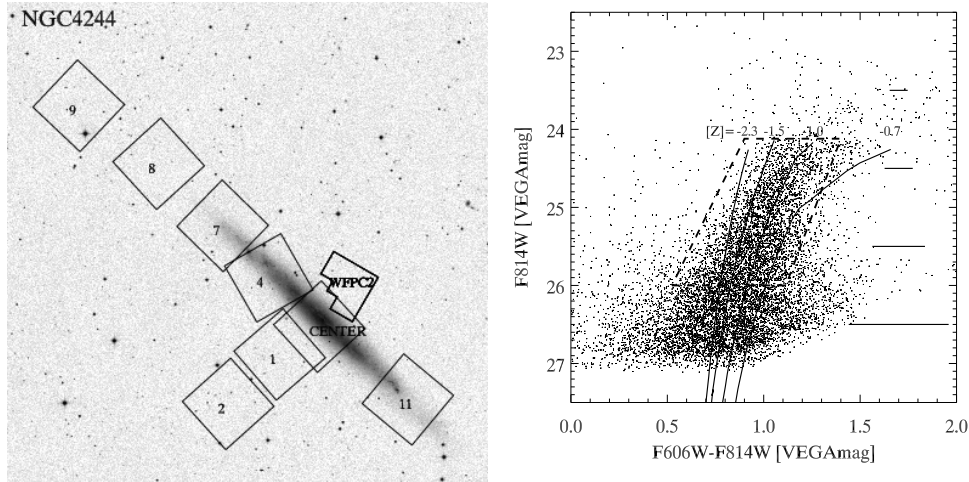 NGC4244
9
8
7
4
WFPC2
CENTER
1
2
11
23
24
25
26
27
F814W [VEGAmag]
[Z]= -2.3 -1.5 -1.0 -0.7
0.0 0.5 1.0 1.5 2.0
F606W-F814W [VEGAmag]